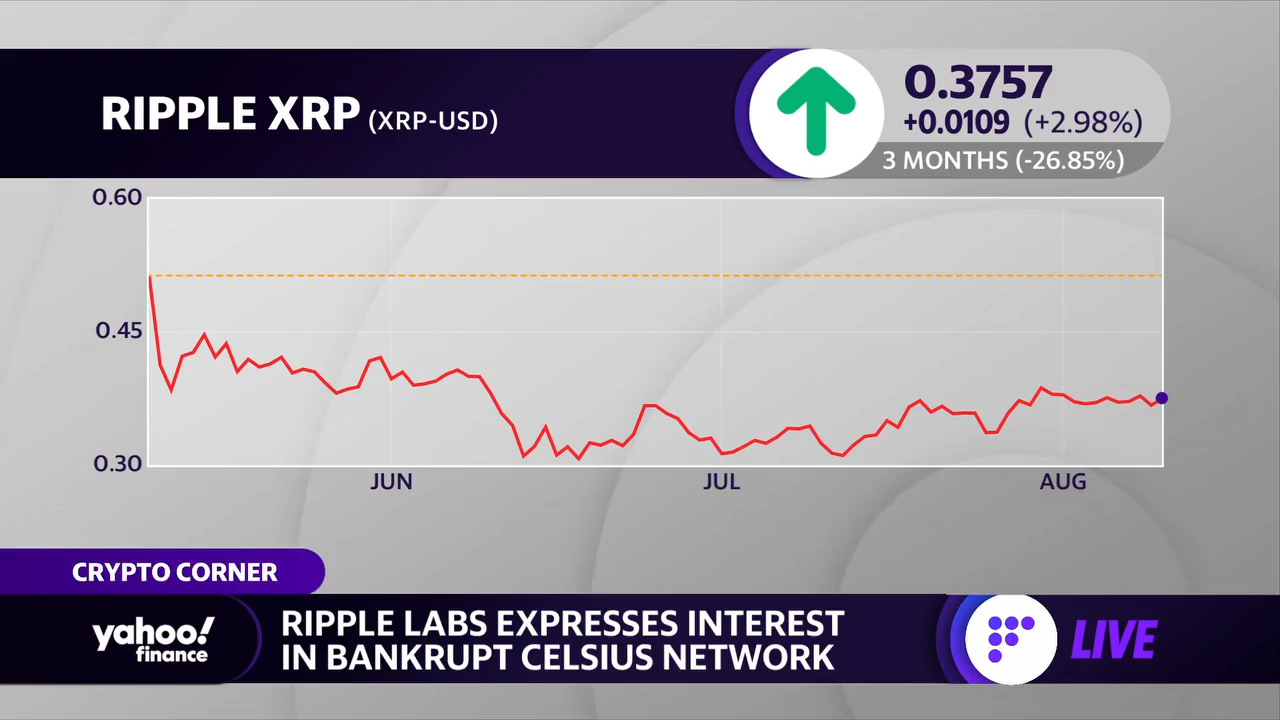 RIPPLE XRP (XRP-USD)
0.3757
+0.0109 (+2.98%)
3 MONTHS (-26.85%)
0.60
0.45
0.30
JUN JUL AUG
CRYPTO CORNER
yahoo!
finance
RIPPLE LABS EXPRESSES INTEREST
IN BANKRUPT CELSIUS NETWORK
LIVE